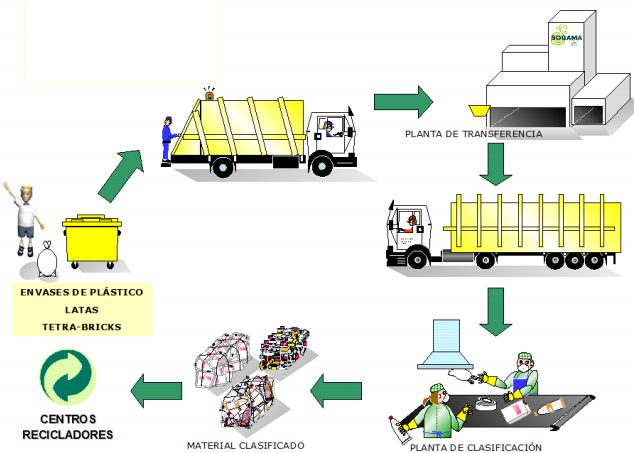 SOGAMA
PLANTA DE TRANSFERENCIA
ENVASES DE PLÁSTICO
LATAS
TETRA-BRICKS
CENTROS
RECICLADORES
MATERIAL CLASIFICADO
PLANTA DE CLASIFICACIÓN